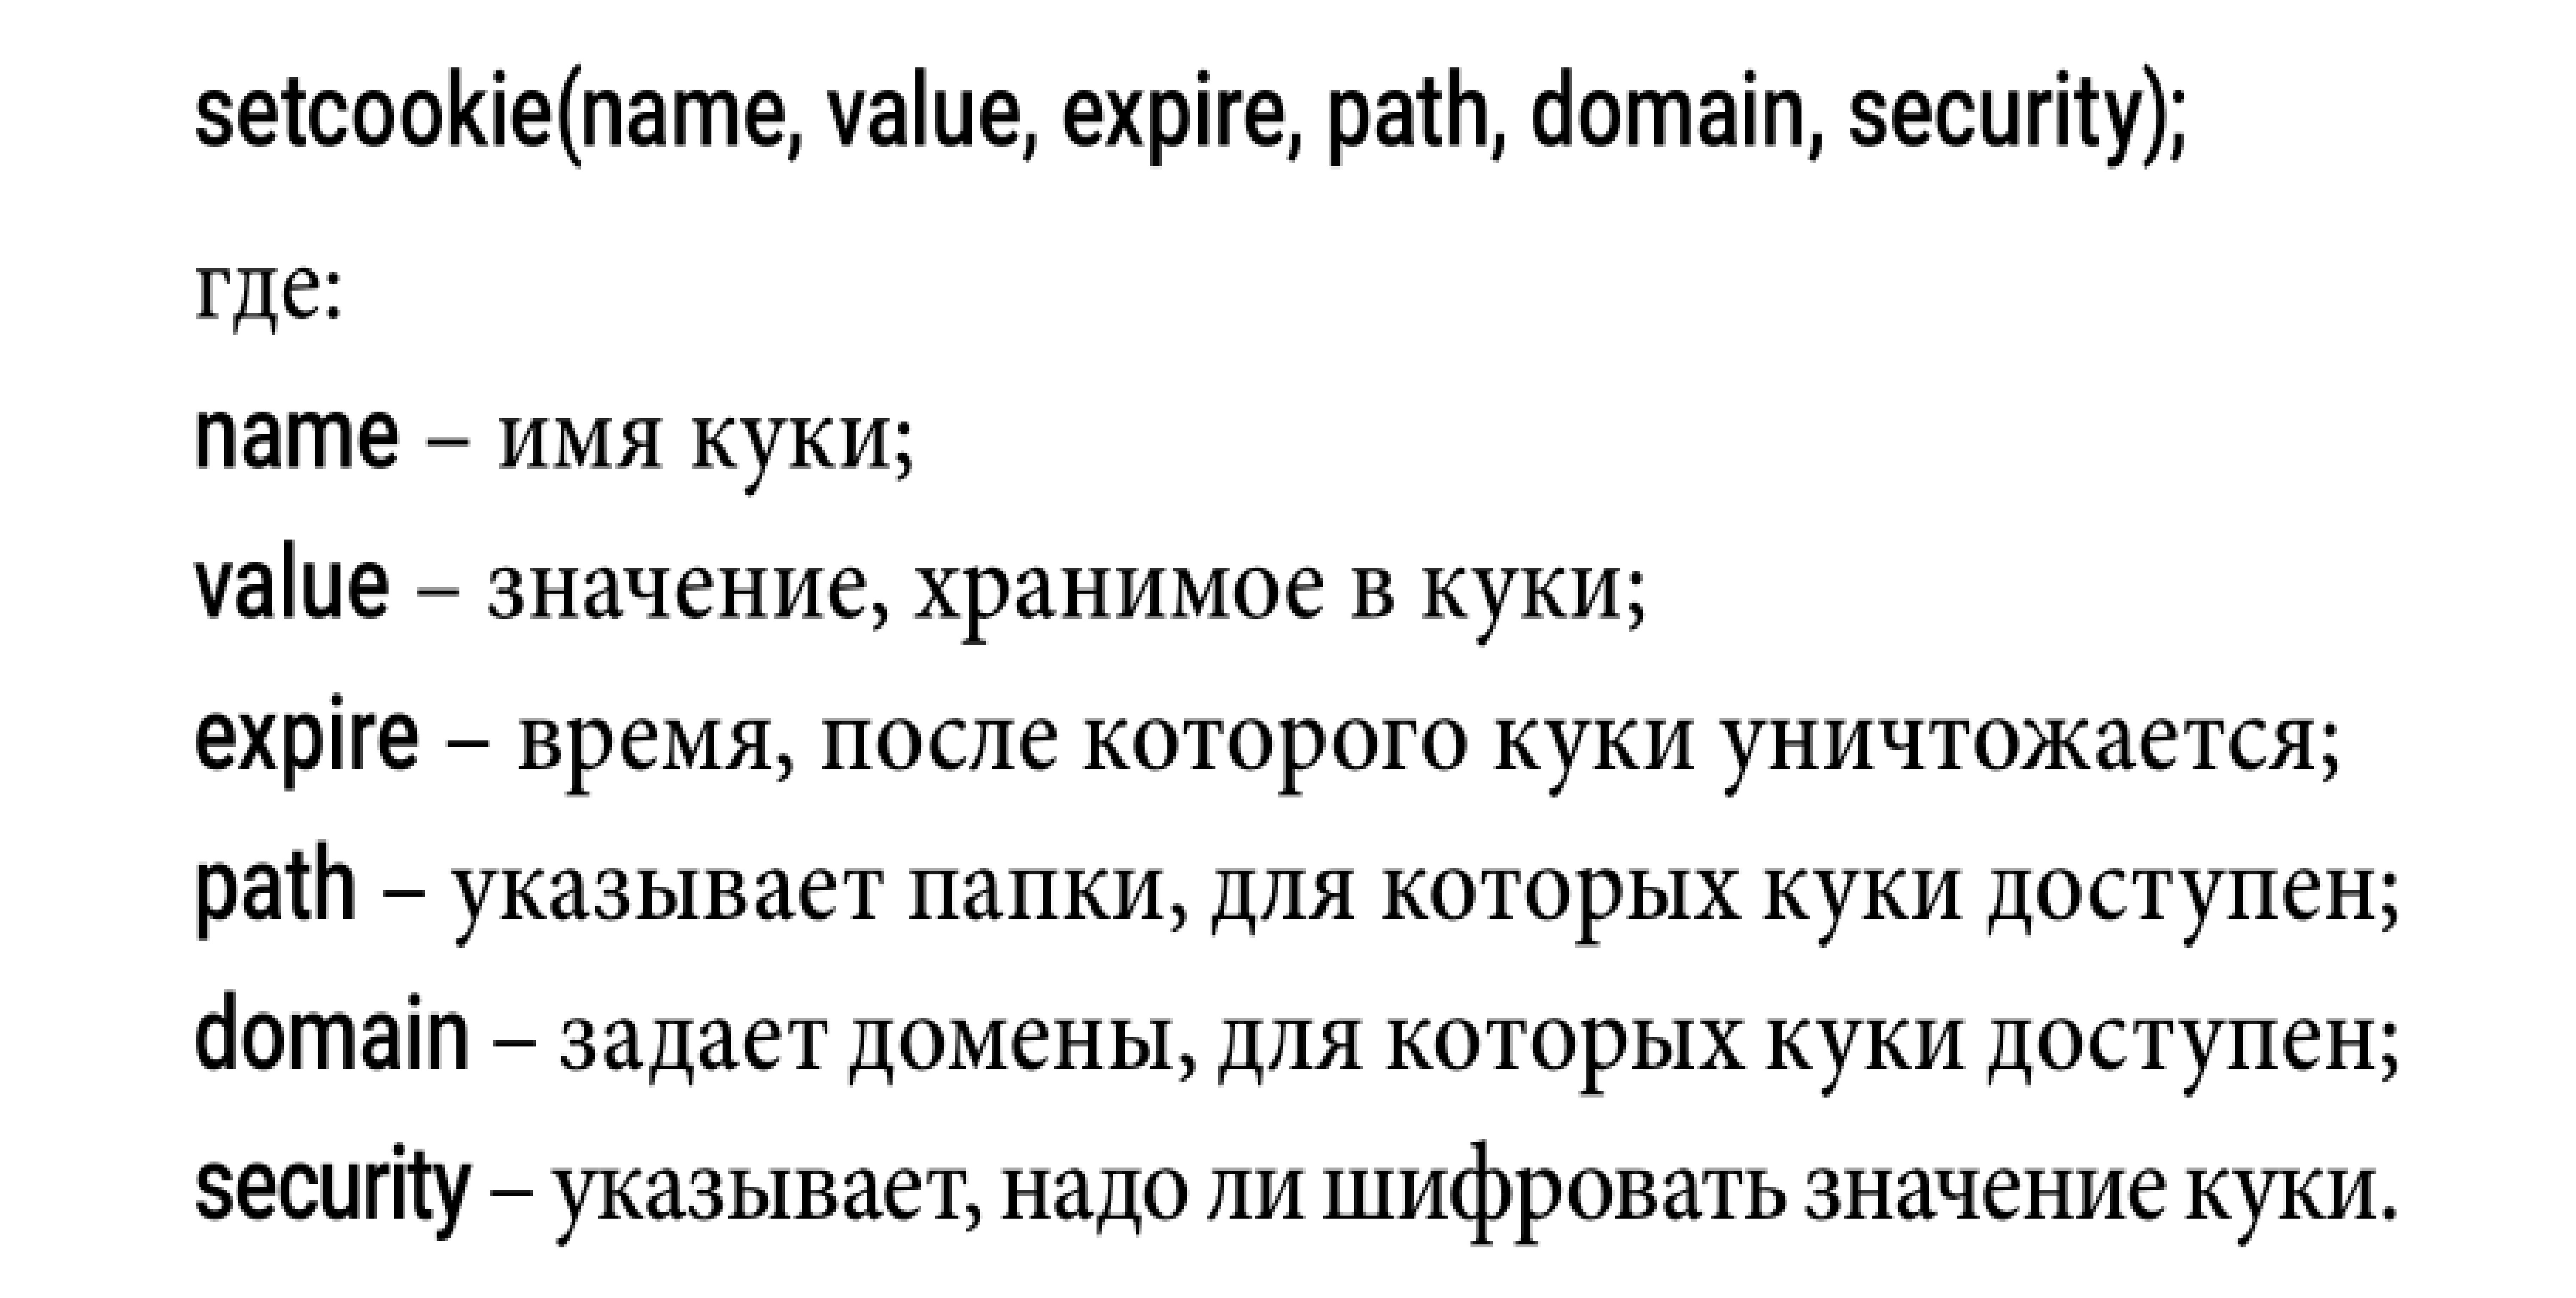 setcookie(name, value, expire, path, domain, security);
где:
name – имя куки;
value – значение, хранимое в куки;
expire – время, после которого куки уничтожается;
path – указывает папки, для которых куки доступен;
domain – задает домены, для которых куки доступен;
security – указывает, надо ли шифровать значение куки.